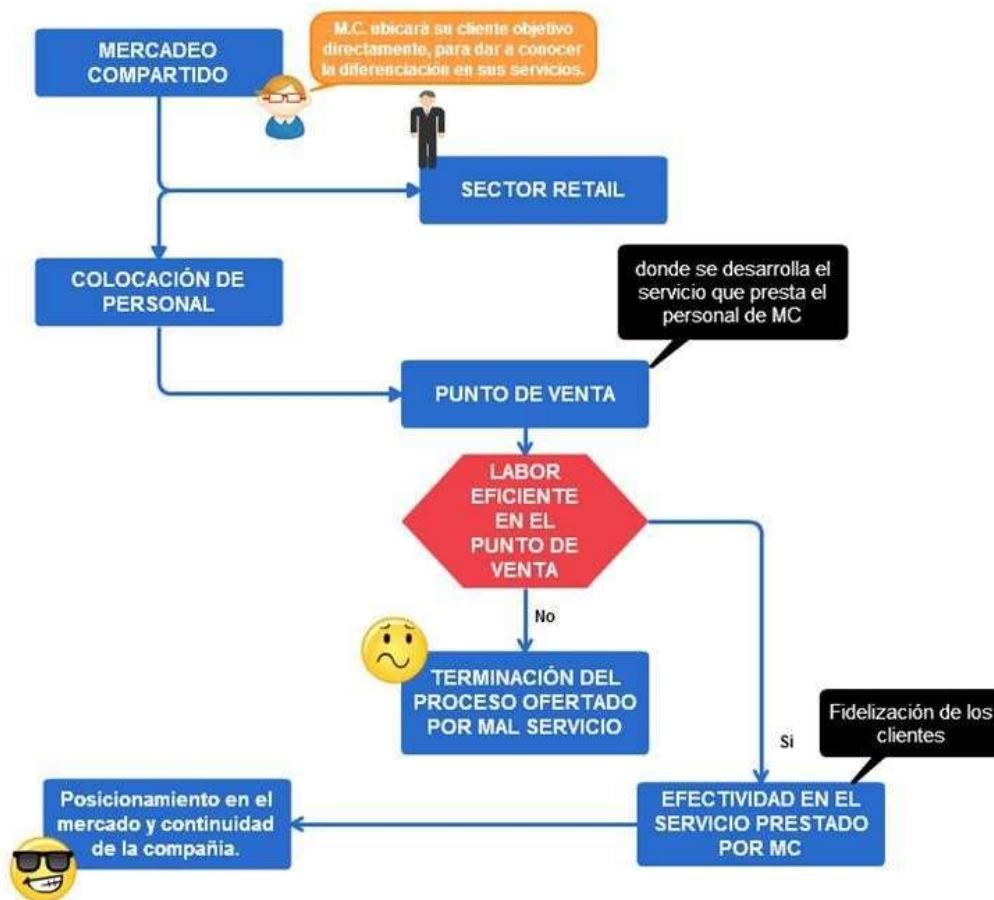 MERCADEO
COMPARTIDO
M.C. ubicará su cliente objetivo
directamente, para dar a conocer
la diferenciación en sus servicios.
SECTOR RETAIL
COLOCACIÓN DE
PERSONAL
donde se desarrolla el
servicio que presta el
personal de MC
PUNTO DE VENTA
LABOR
EFICIENTE
EN EL
PUNTO DE
VENTA
No
TERMINACIÓN DEL
PROCESO OFERTADO
POR MAL SERVICIO
Si
Fidelización de los
clientes
EFECTIVIDAD EN EL
SERVICIO PRESTADO
POR MC
Posicionamiento en el
mercado y continuidad
de la compañia.